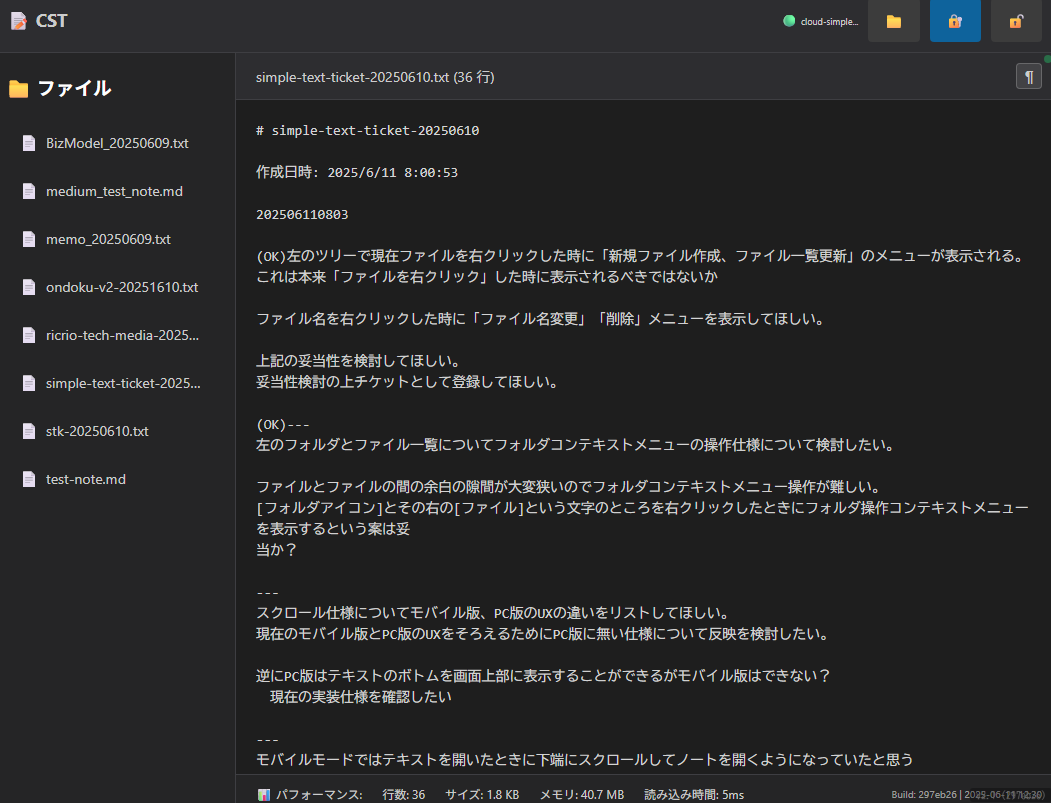 CST
cloud-simple...
ファイル
BizModel_20250609.txt
medium_test_note.md
memo_20250609.txt
ondoku-v2-20251610.txt
ricrio-tech-media-2025...
simple-text-ticket-2025...
stk-20250610.txt
test-note.md
simple-text-ticket-20250610.txt (36 行)
¶
# simple-text-ticket-20250610
作成日時: 2025/6/11 8:00:53
202506110803
(OK)左のツリーで現在ファイルを右クリックした時に「新規ファイル作成、ファイル一覧更新」のメニューが表示される。
これは本来「ファイルを右クリック」した時に表示されるべきではないか
ファイル名を右クリックした時に「ファイル名変更」「削除」メニューを表示してほしい。
上記の妥当性を検討してほしい。
妥当性検討の上チケットとして登録してほしい。
(OK)---
左のフォルダとファイル一覧についてフォルダコンテキストメニューの操作仕様について検討したい。
ファイルとファイルの間の余白の隙間が大変狭いのでフォルダコンテキストメニュー操作が難しい。
[フォルダアイコン]とその右の[ファイル]という文字のところを右クリックしたときにフォルダ操作コンテキストメニュー
を表示するという案は妥
当か？
---
スクロール仕様についてモバイル版、PC版のUXの違いをリストしてほしい。
現在のモバイル版とPC版のUXをそろえるためにPC版に無い仕様について反映を検討したい。
逆にPC版はテキストのボトムを画面上部に表示することができるがモバイル版はできない？
現在の実装仕様を確認したい
---
モバイルモードではテキストを開いたときに下端にスクロールしてノートを開くようになっていたと思う
パフォーマンス: 行数: 36 サイズ: 1.8 KB メモリ: 40.7 MB 読み込み時間: 5ms
Build: 297eb26 |